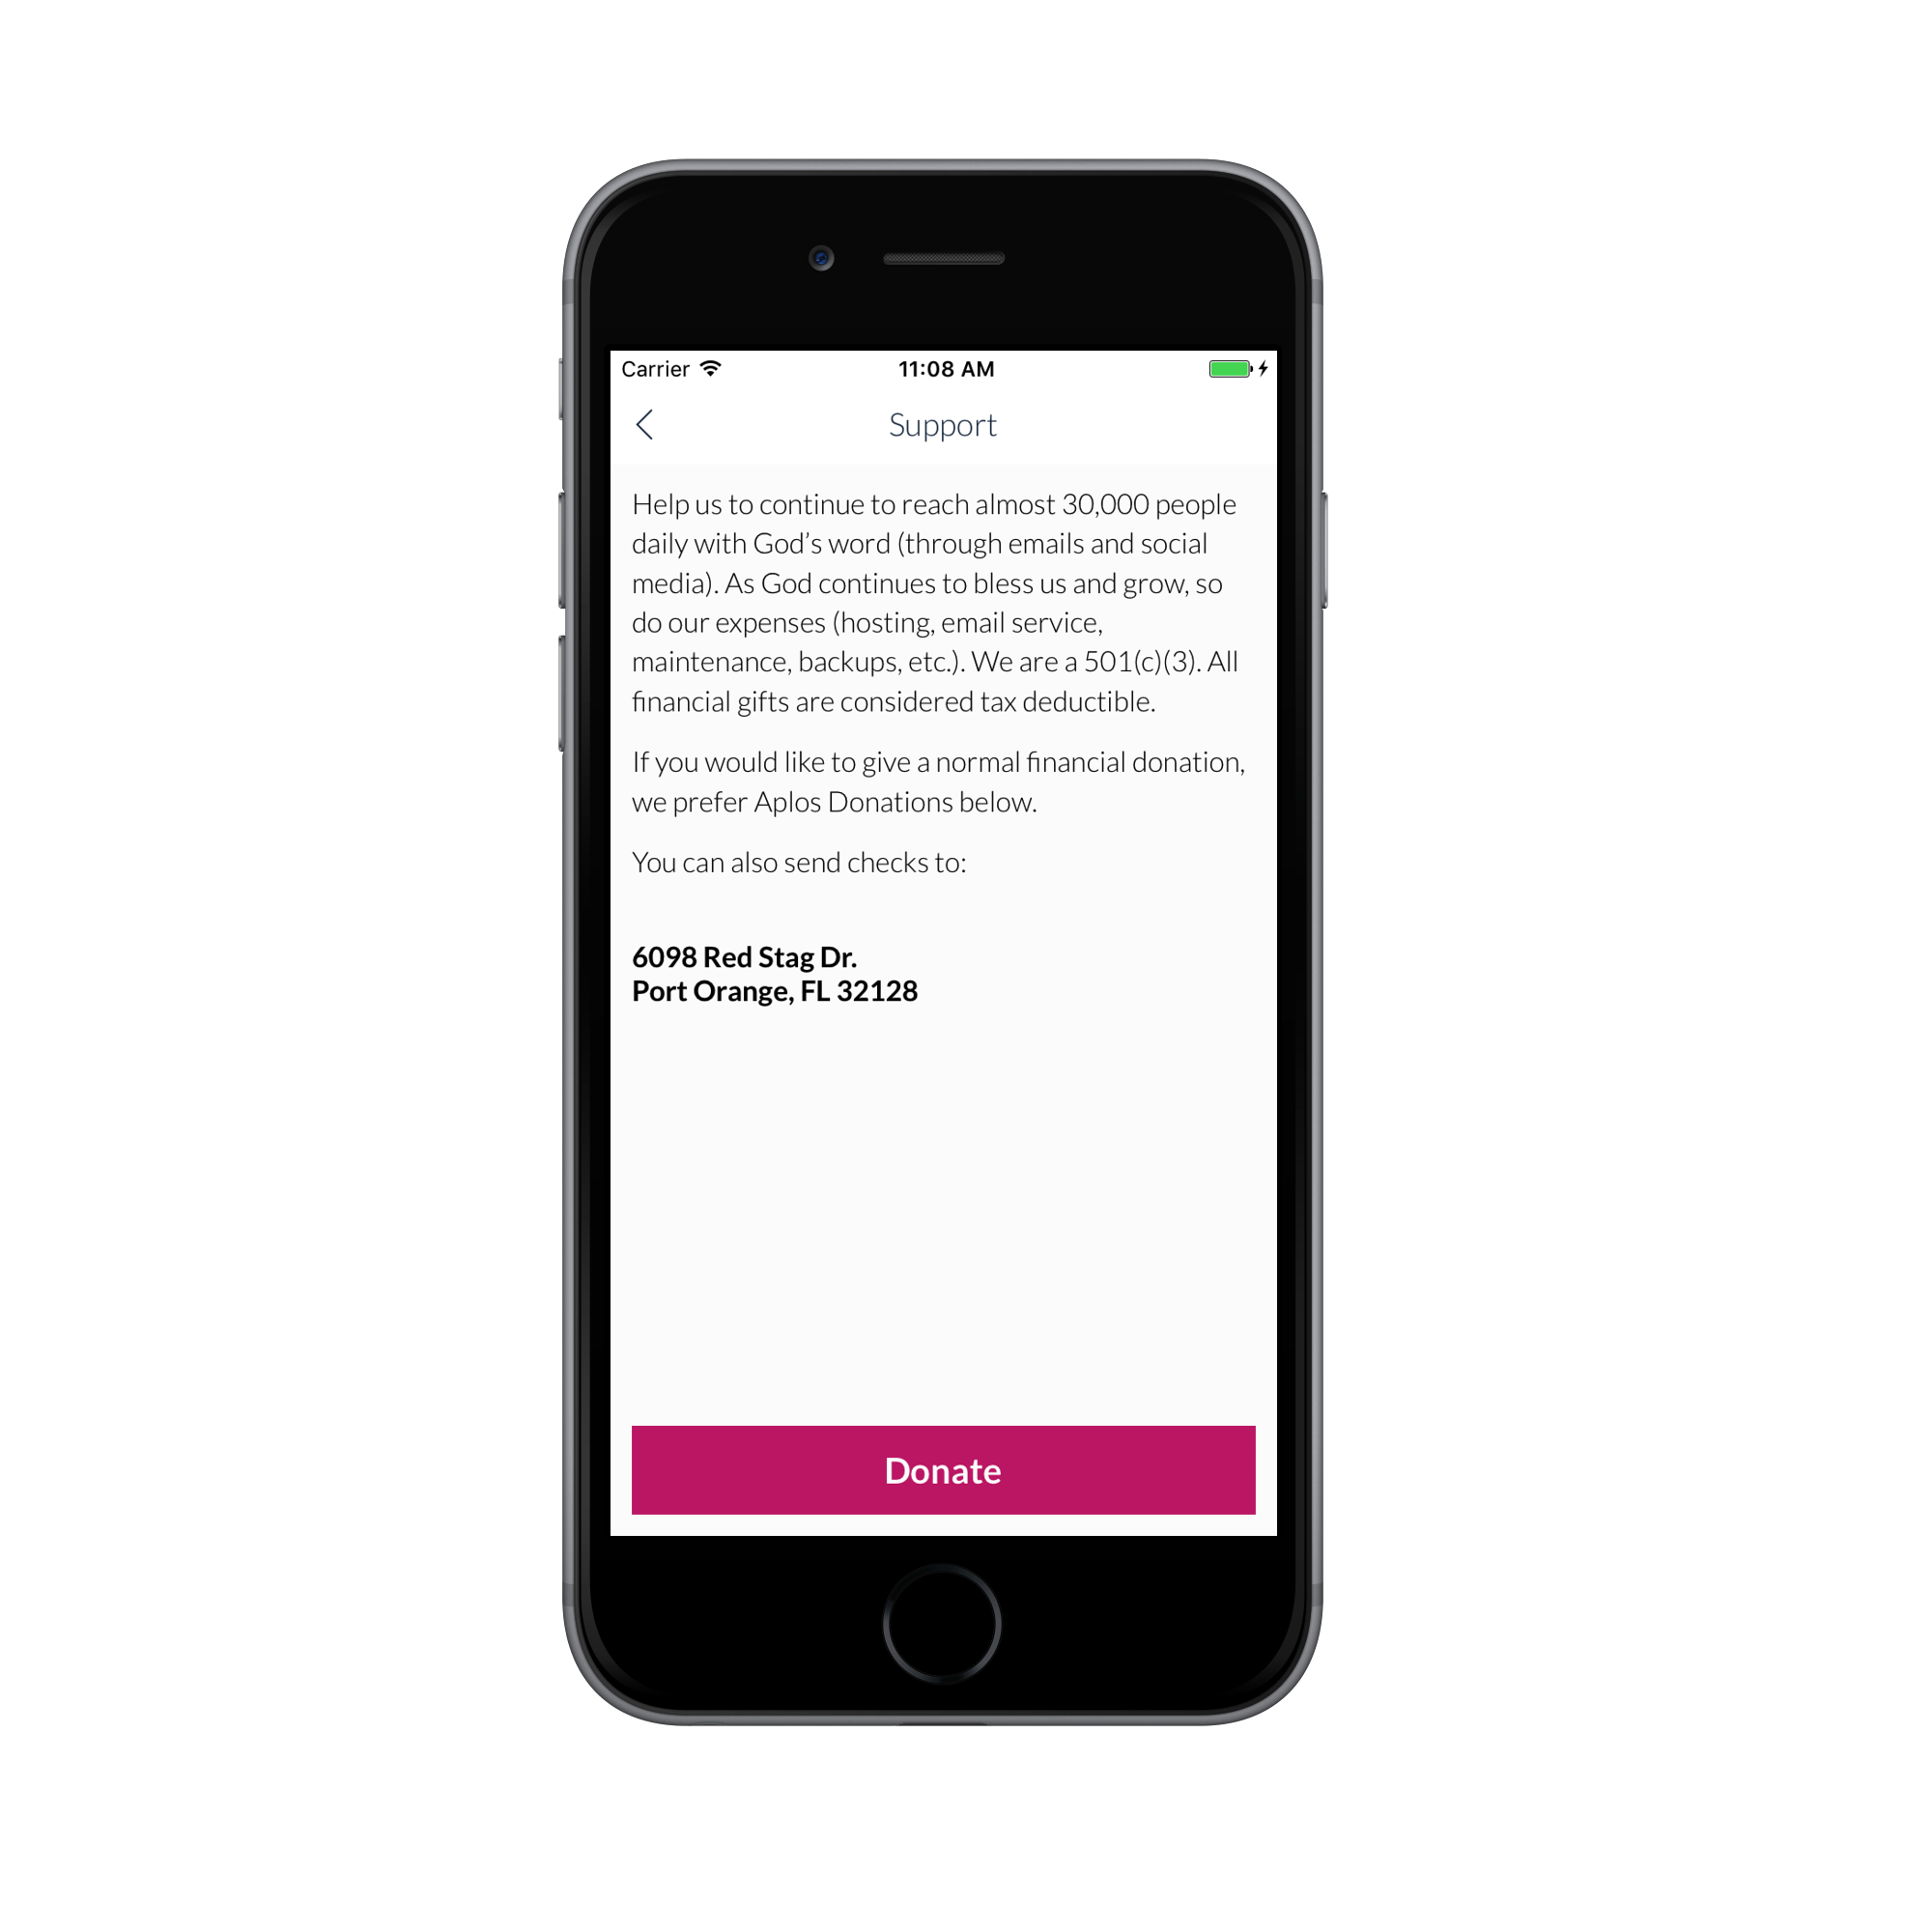 Carrier 11:08 AM
Support
Help us to continue to reach almost 30,000 people
daily with God’s word (through emails and social
media). As God continues to bless us and grow, so
do our expenses (hosting, email service,
maintenance, backups, etc.). We are a 501(c)(3). All
financial gifts are considered tax deductible.
If you would like to give a normal financial donation,
we prefer Aplos Donations below.
You can also send checks to:
6098 Red Stag Dr.
Port Orange, FL 32128
Donate